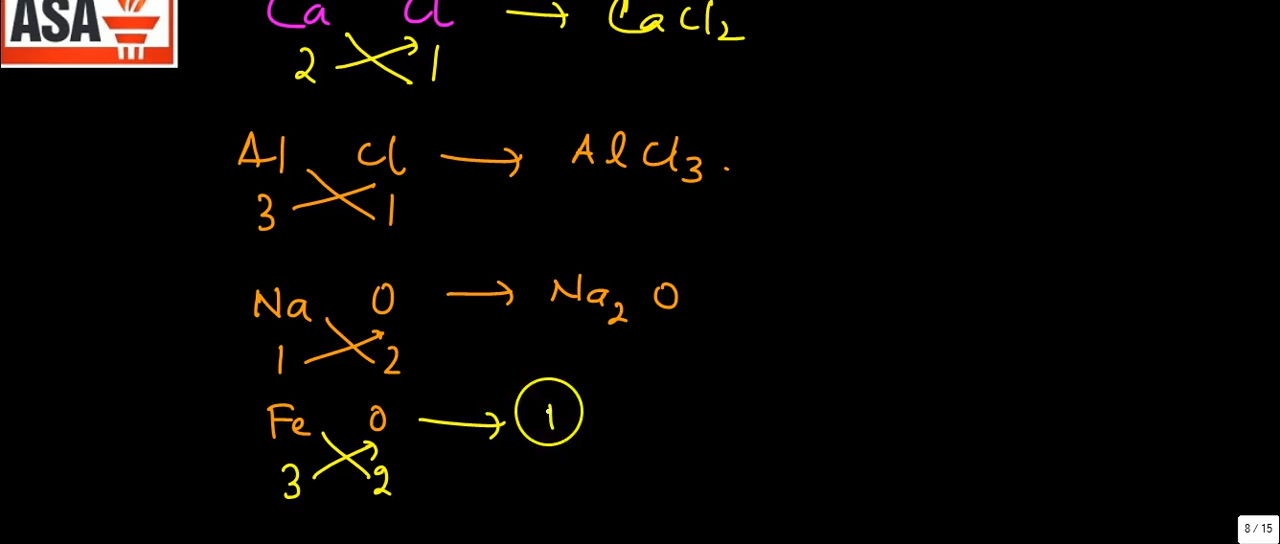 ASA
Ca Cl → CaCl2
2 1
Al Cl → AlCl3.
3 1
Na O → Na2O
1 2
Fe O → 1
3 2
8 / 15